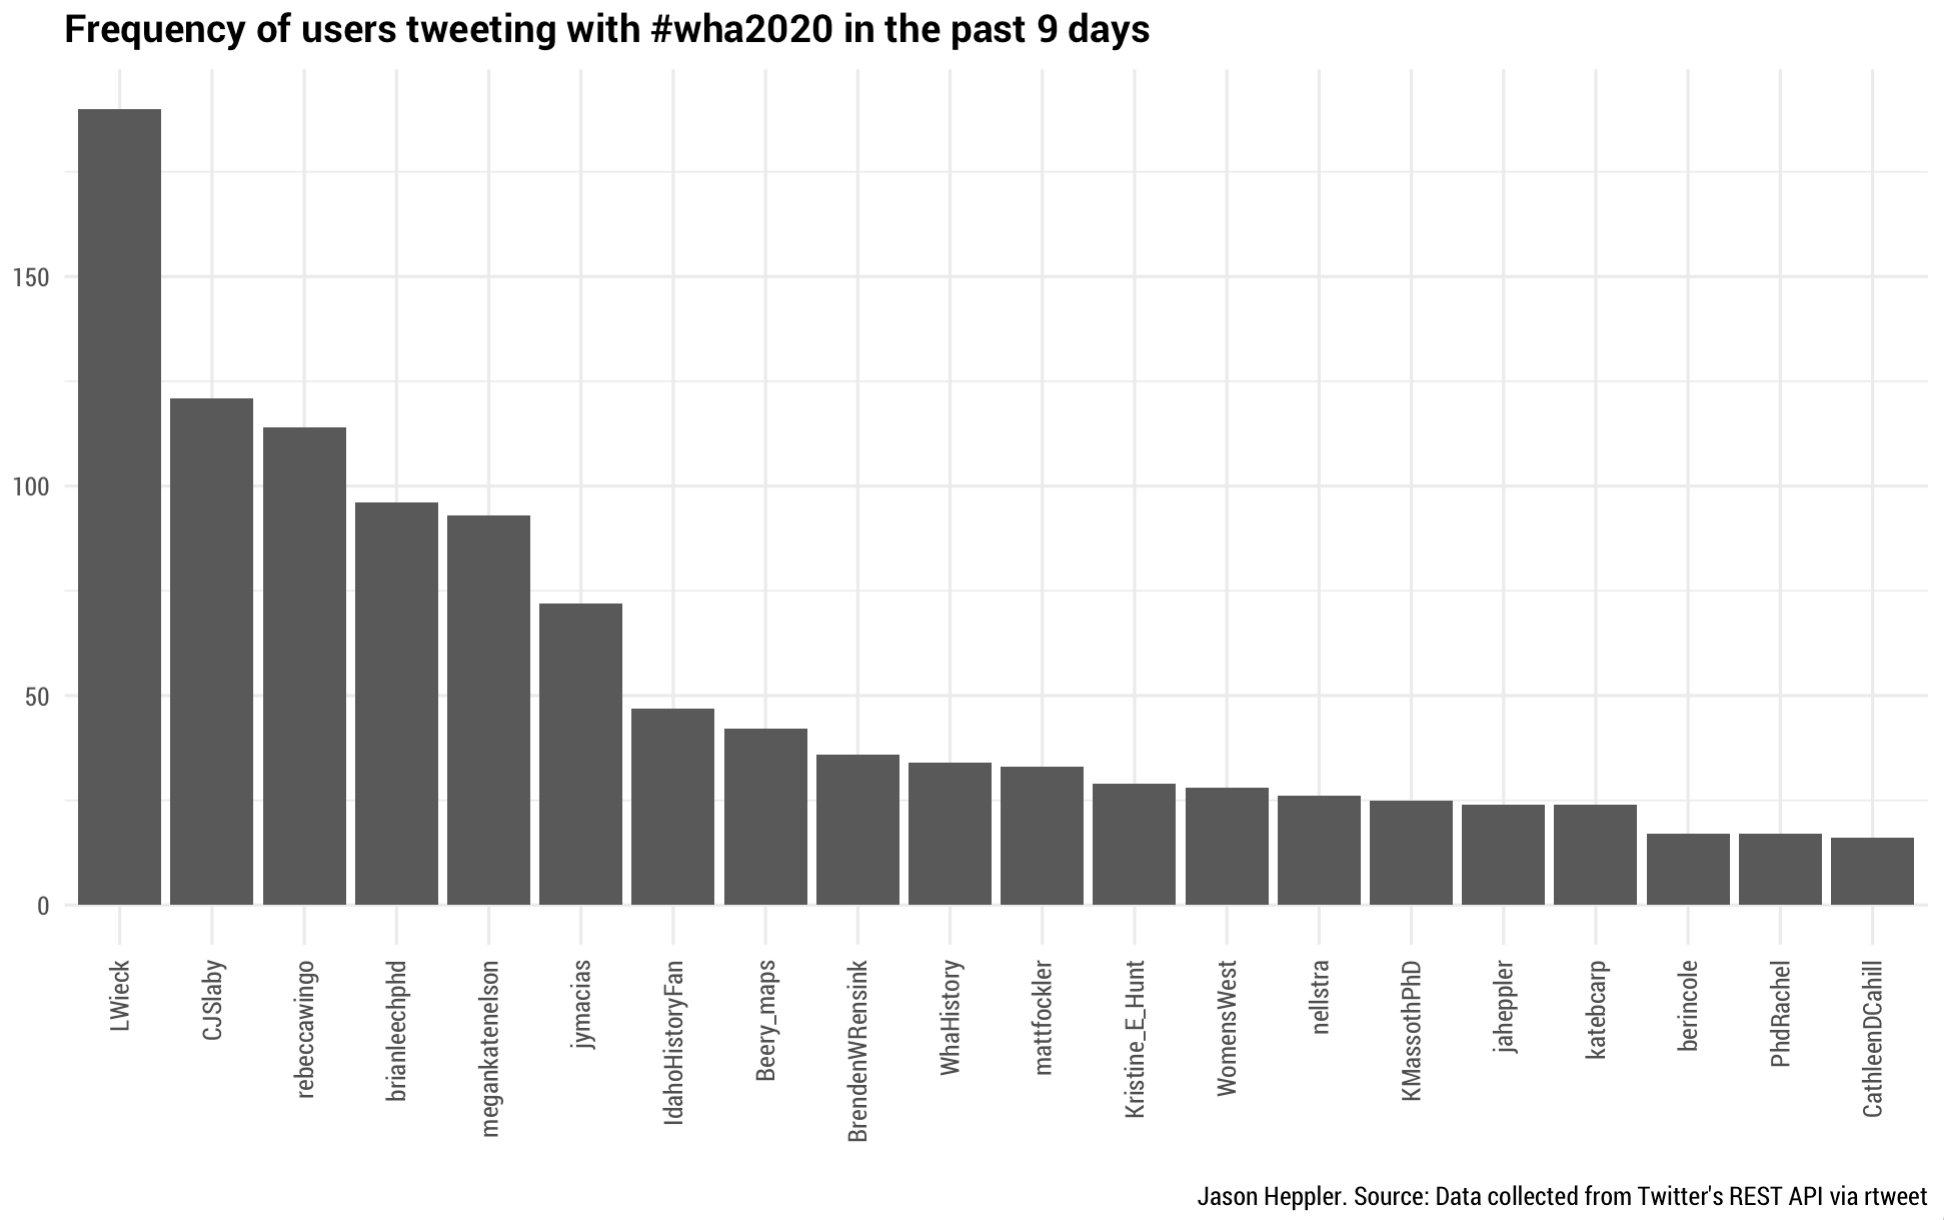 Frequency of users tweeting with #wha2020 in the past 9 days
150
100
50
0
LWieck
CJSlaby
rebeccawingo
brianleechphd
megankatenelson
jymacias
IdahoHistoryFan
Beery_maps
BrendenWRensink
WhaHistory
mattfockler
Kristine_E_Hunt
WomensWest
nellstra
KMassothPhD
jaheppler
katebcarp
berincole
PhdRachel
CathleenDCahill
Jason Heppler. Source: Data collected from Twitter's REST API via rtweet